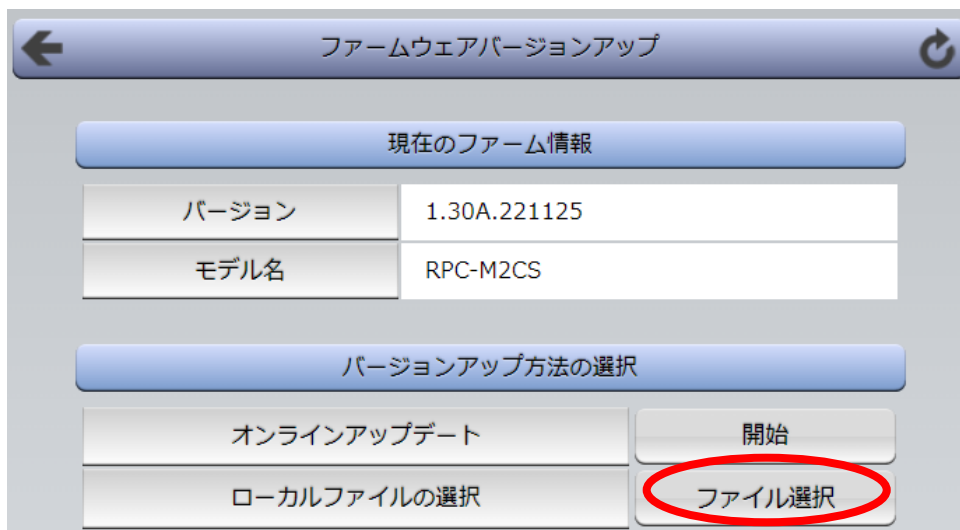 ファームウェアバージョンアップ
現在のファーム情報
バージョン 1.30A.221125
モデル名 RPC-M2CS
バージョンアップ方法の選択
オンラインアップデート 開始
ローカルファイルの選択 ファイル選択